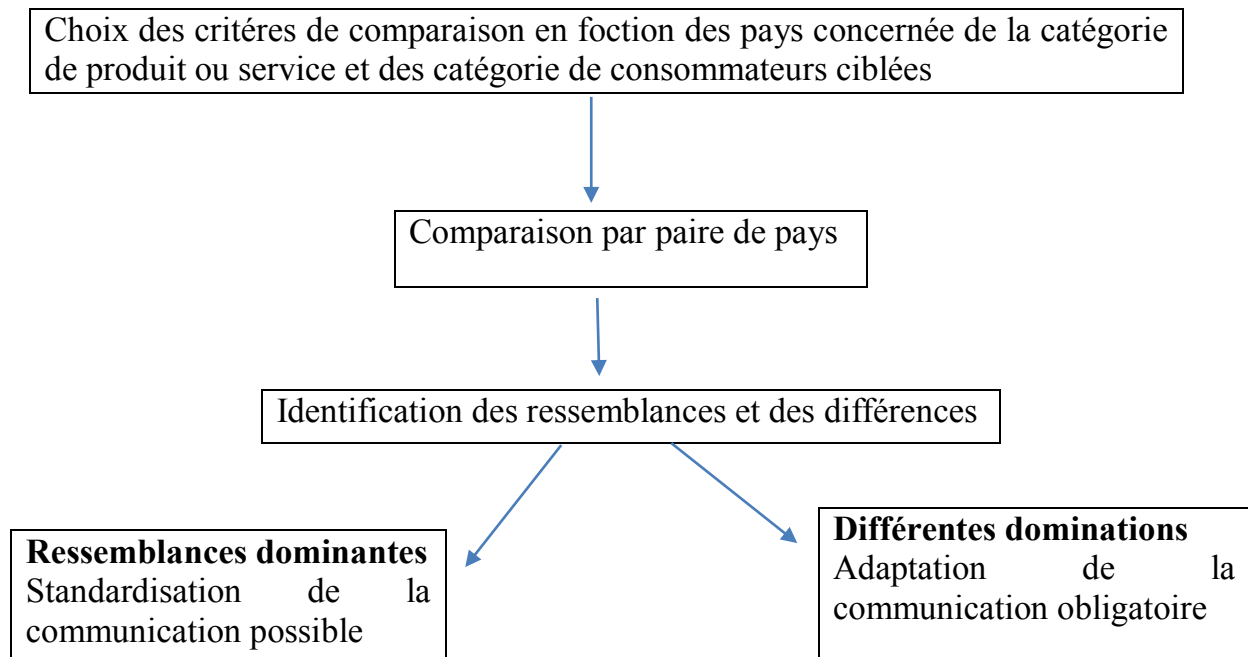 Choix des critéres de comparaison en foction des pays concernée de la catégorie
de produit ou service et des catégorie de consommateurs ciblées
Comparaison par paire de pays
Identification des ressemblances et des différences
Ressemblances dominantes
Standardisation de la
communication possible
Différentes dominations
Adaptation de la
communication obligatoire